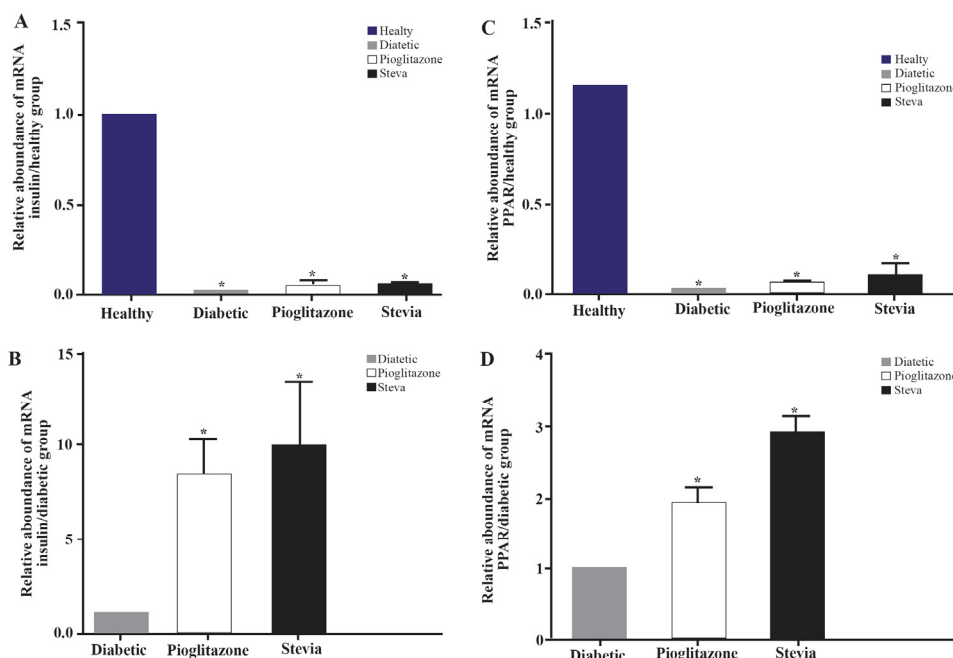 A
1.5
Relative aboundance of mRNA
insulin/healthy group
Healty
Diatetic
Pioglitazone
Steva
1.0
0.5
0.0
*
*
*
Healthy
Diabetic
Pioglitazone
Stevia
C
1.5
Relative aboundance of mRNA
PPAR/healthy group
Healty
Diatetic
Pioglitazone
Steva
1.0
0.5
0.0
*
*
*
Healthy
Diabetic
Pioglitazone
Stevia
B
15
Relative aboundance of mRNA
insulin/diabetic group
Diatetic
Pioglitazone
Steva
10
5
0.0
*
*
Diabetic
Pioglitazone
Stevia
D
4
Relative aboundance of mRNA
PPAR/diabetic group
Diatetic
Pioglitazone
Steva
3
2
1
0
*
*
Diabetic
Pioglitazone
Stevia